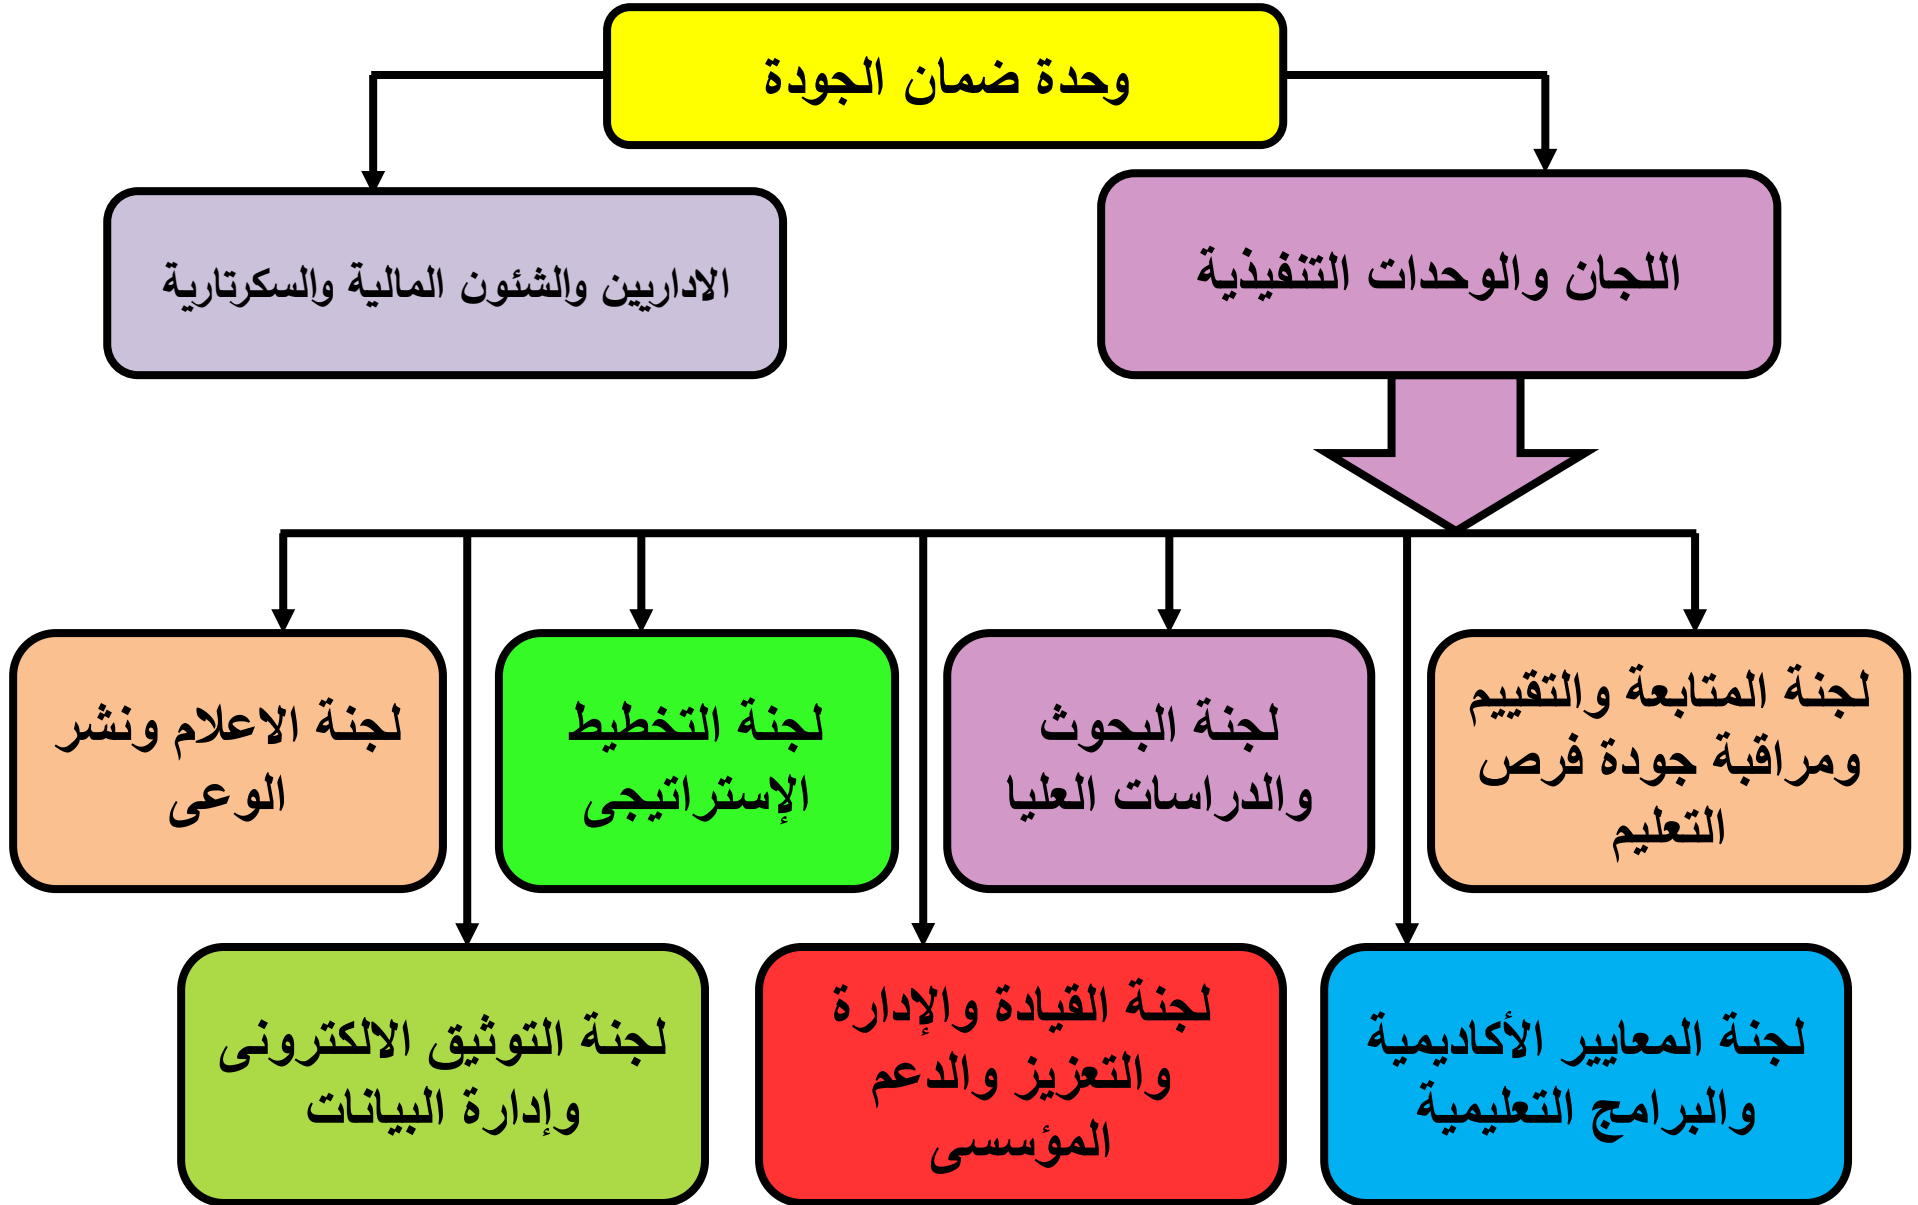 وحدة ضمان الجودة
اللجان والوحدات التنفيذية
الاداريين والشئون المالية والسكرتارية
لجنة المتابعة والتقييم
ومراقبة جودة فرص
التعليم
لجنة البحوث
والدراسات العليا
لجنة التخطيط
الإستراتيجى
لجنة الاعلام ونشر
الوعى
لجنة المعايير الأكاديمية
والبرامج التعليمية
لجنة القيادة والإدارة
والتعزيز والدعم
المؤسسى
لجنة التوثيق الالكترونى
وإدارة البيانات